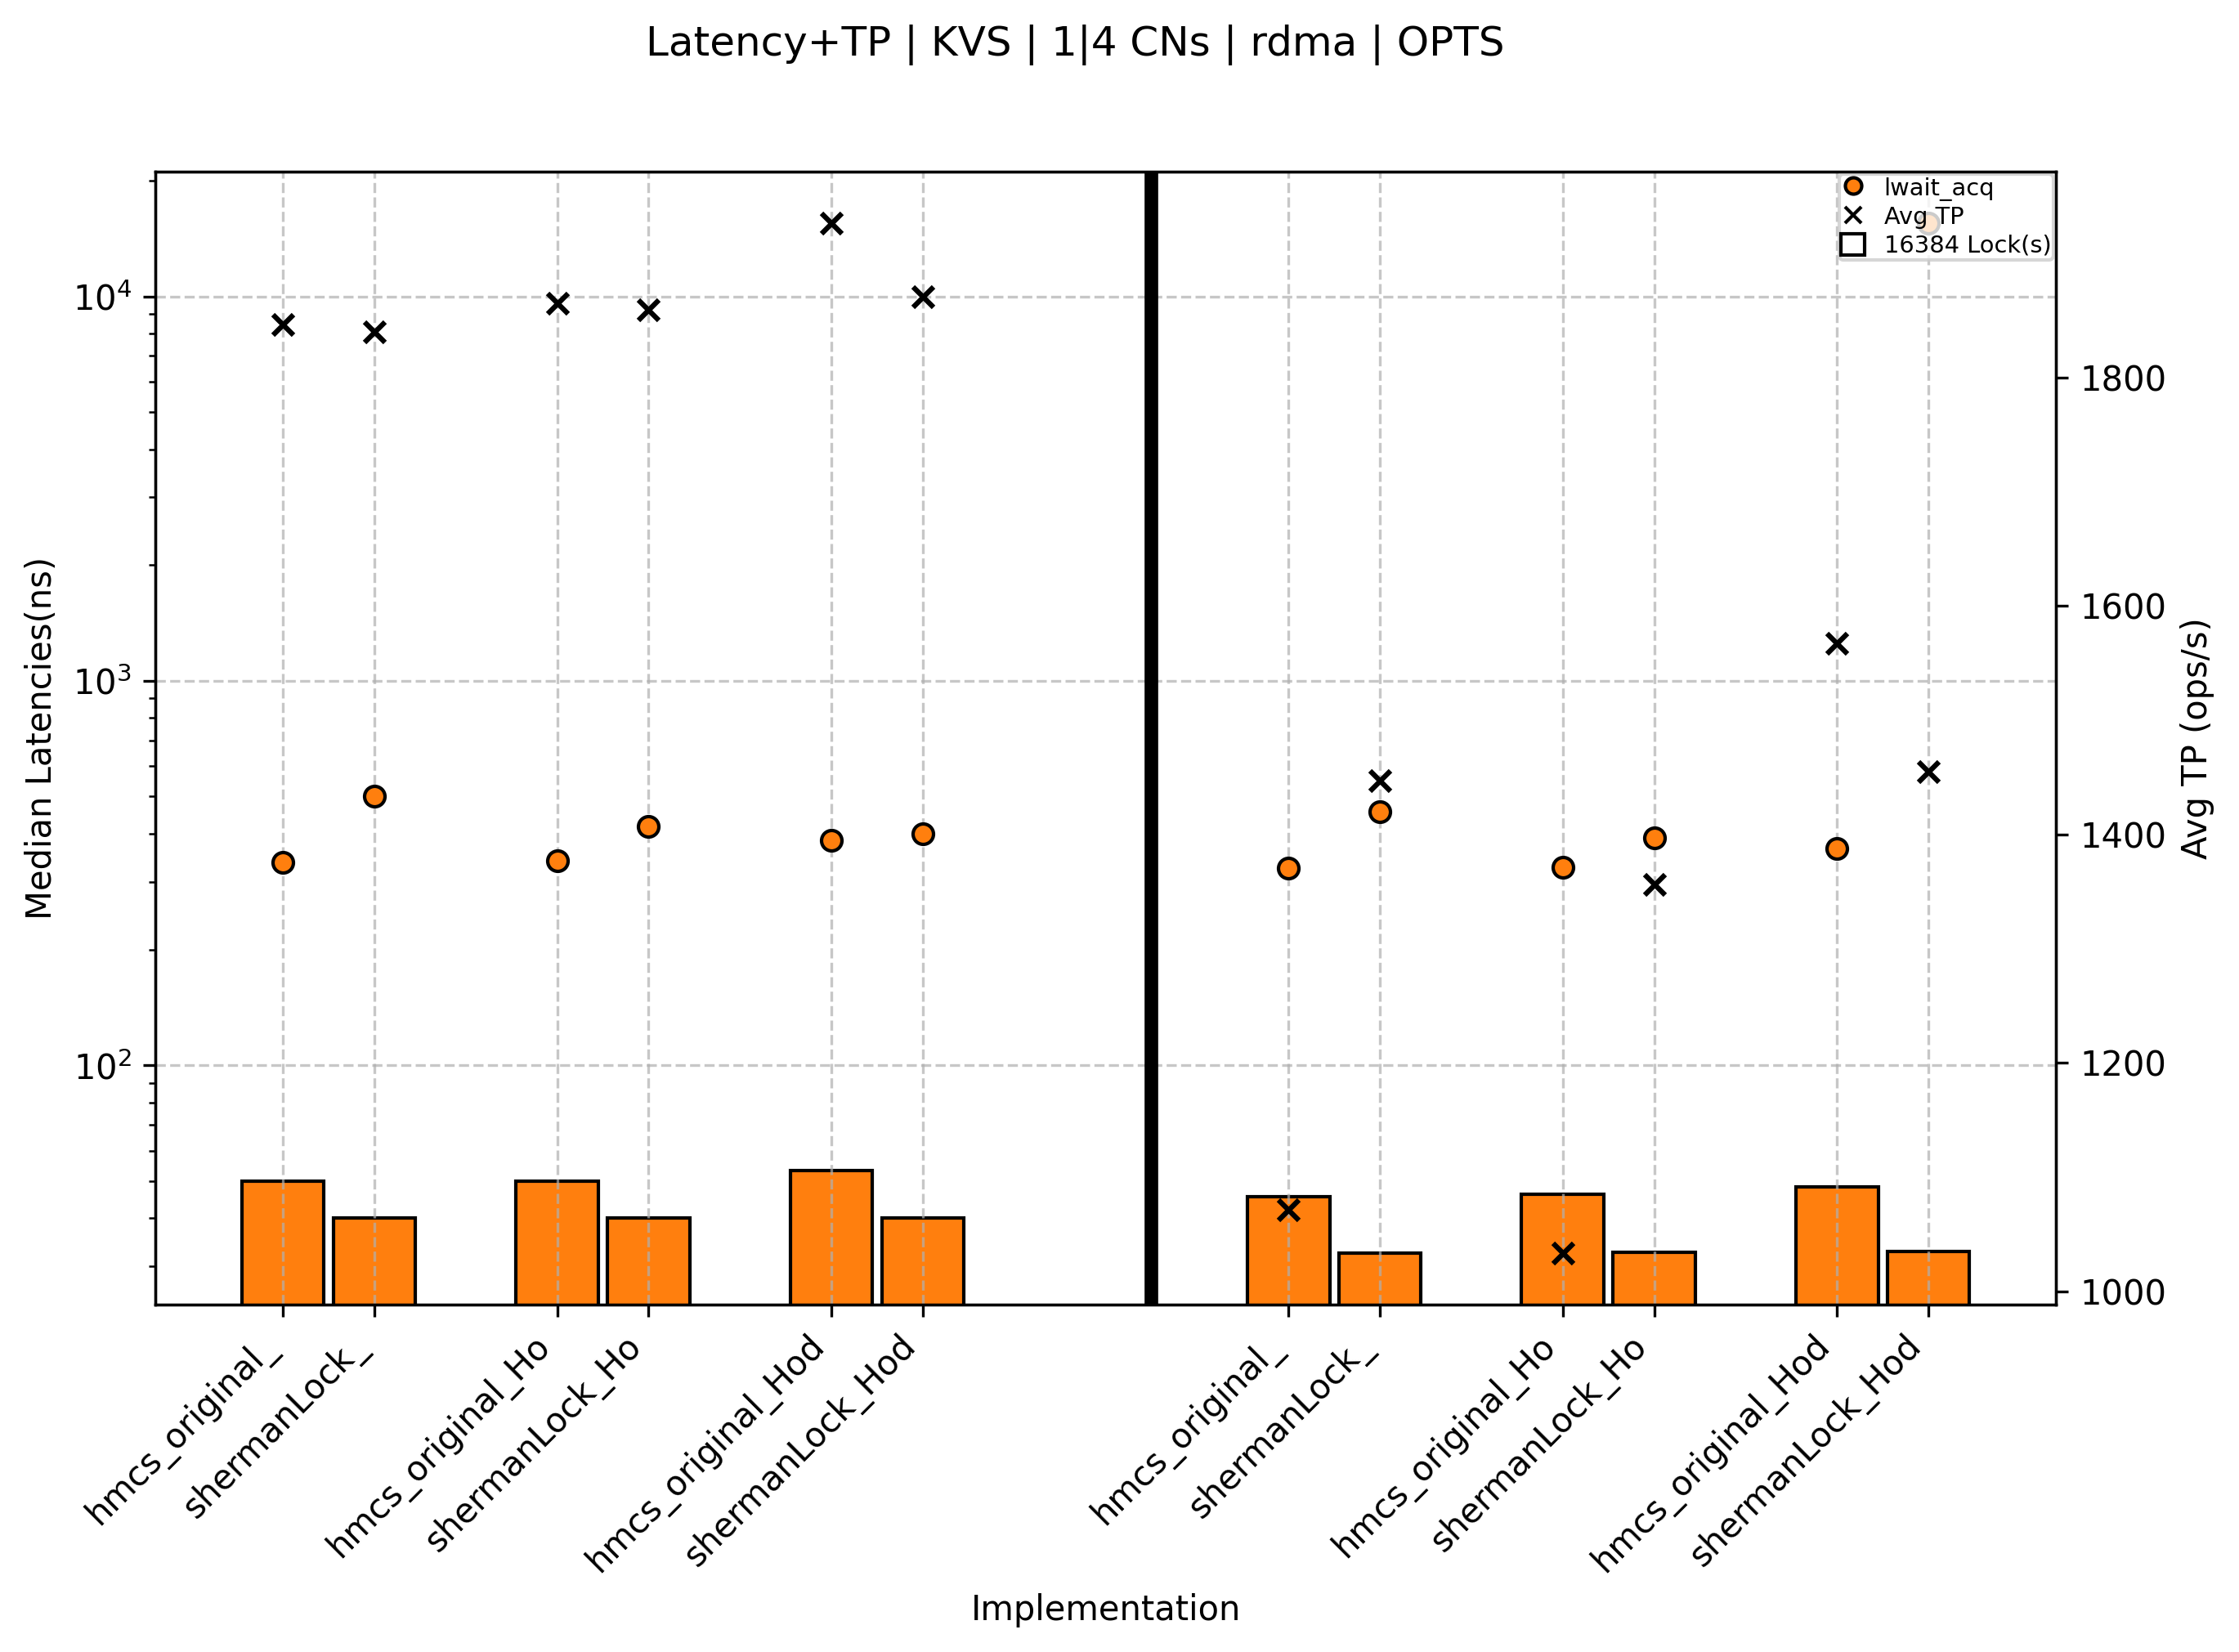 Latency+TP | KVS | 1|4 CNs | rdma | OPTS
lwait_acq
Avg TP
16384 Lock(s)
Median Latencies(ns)
10^4
10^3
10^2
1800
1600
1400
1200
1000
Avg TP (ops/s)
hmcs_original_
shermanLock_
hmcs_original_Ho
shermanLock_Ho
hmcs_original_Hod
shermanLock_Hod
hmcs_original_
shermanLock_
hmcs_original_Ho
shermanLock_Ho
hmcs_original_Hod
shermanLock_Hod
Implementation